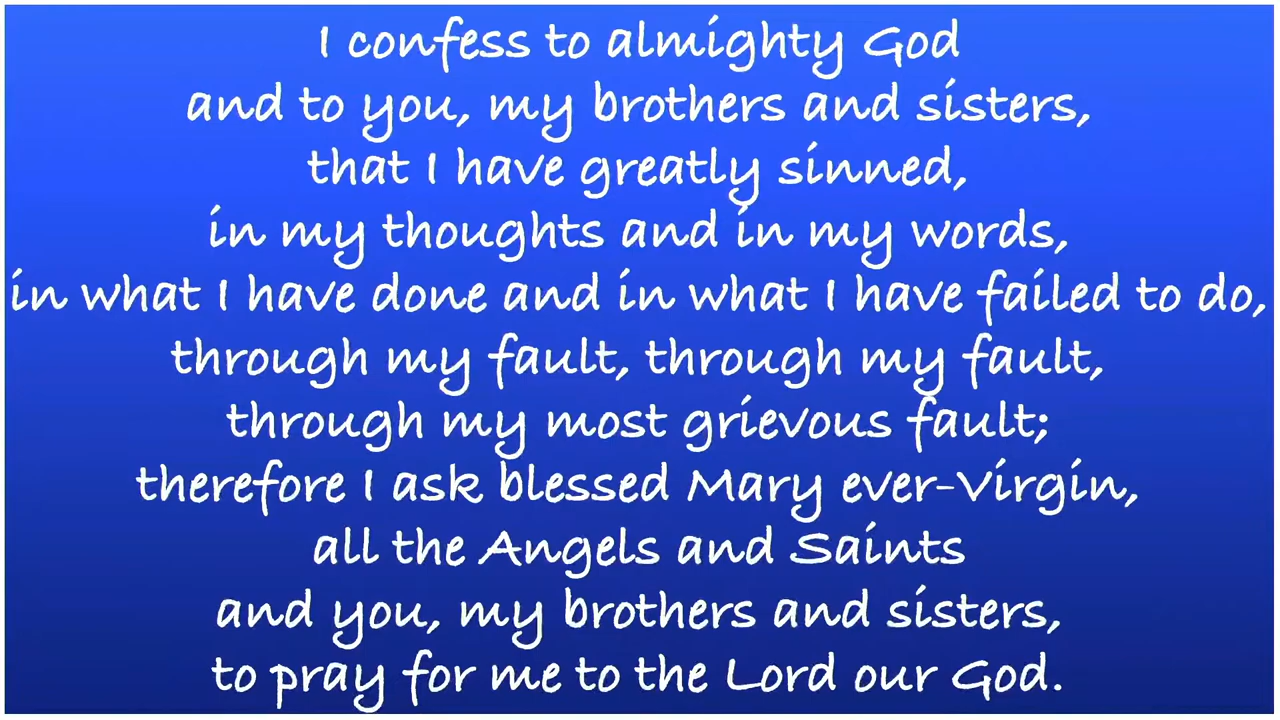 I confess to almighty God
and to you, my brothers and sisters,
that I have greatly sinned,
in my thoughts and in my words,
in what I have done and in what I have failed to do,
through my fault, through my fault,
through my most grievous fault;
therefore I ask blessed Mary ever-Virgin,
all the Angels and Saints
and you, my brothers and sisters,
to pray for me to the Lord our God.